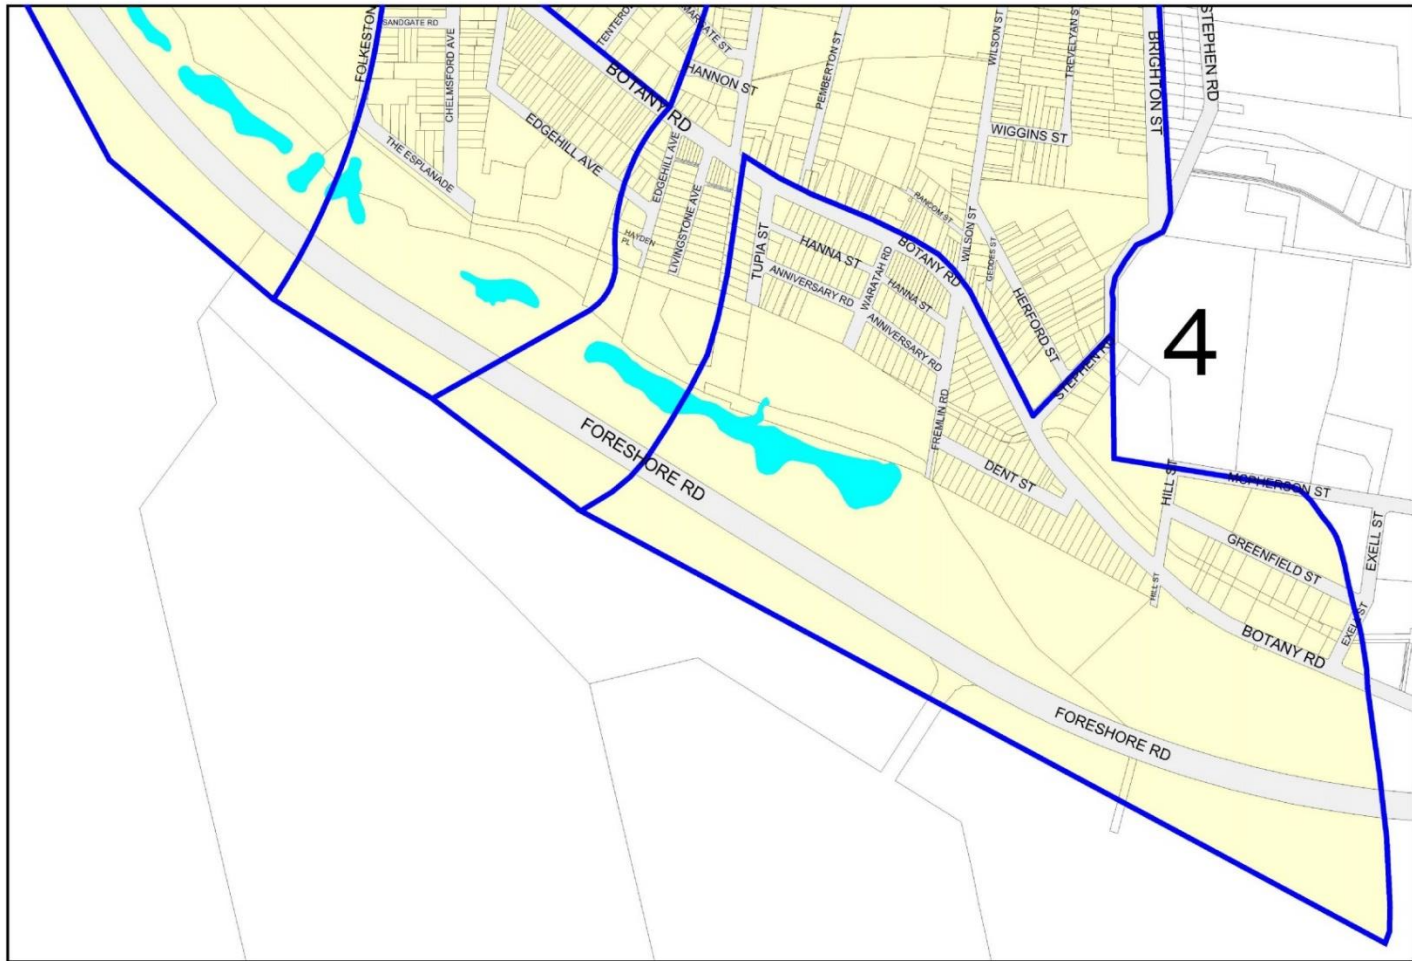 SANDGATE RD
FOLKESTON
CHELMSFORD AVE
TENTERD
MARGATE ST
HANNON ST
BOTANY RD
PEMBERTON ST
WILSON ST
TREVELYAN S
BRIGHTON ST
STEPHEN RD
WIGGINS ST
EDGEHILL AVE
THE ESPLANADE
EDGEHILL AVE
LIVINGSTONE AVE
HAYDEN
PL
RANCOM ST
WILSON ST
TUPIA ST
HANNA ST
BOTANY RD
GEDDES ST
WARATAH RD
ANNIVERSARY RD
HANNA ST
HERFORD ST
ANNIVERSARY RD
STEPHEN RD
4
FREMLIN RD
FORESHORE RD
DENT ST
HILL ST
MCPHERSON ST
EXELL ST
GREENFIELD ST
HILL ST
EXELL ST
BOTANY RD
FORESHORE RD